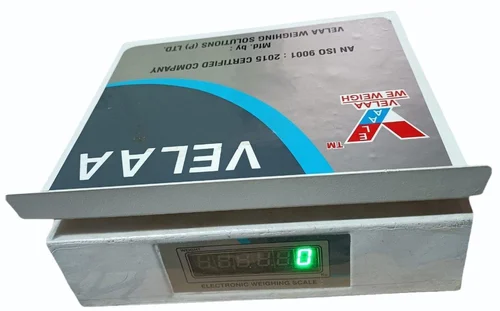 VELAA
VELAA
WE WEIGH
V
E
A
A
L
TM
AN ISO 9001 : 2015 CERTIFIED COMPANY
Mfd. by :
VELAA WEIGHING SOLUTIONS (P) LTD.
0
ELECTRONIC WEIGHING SCALE